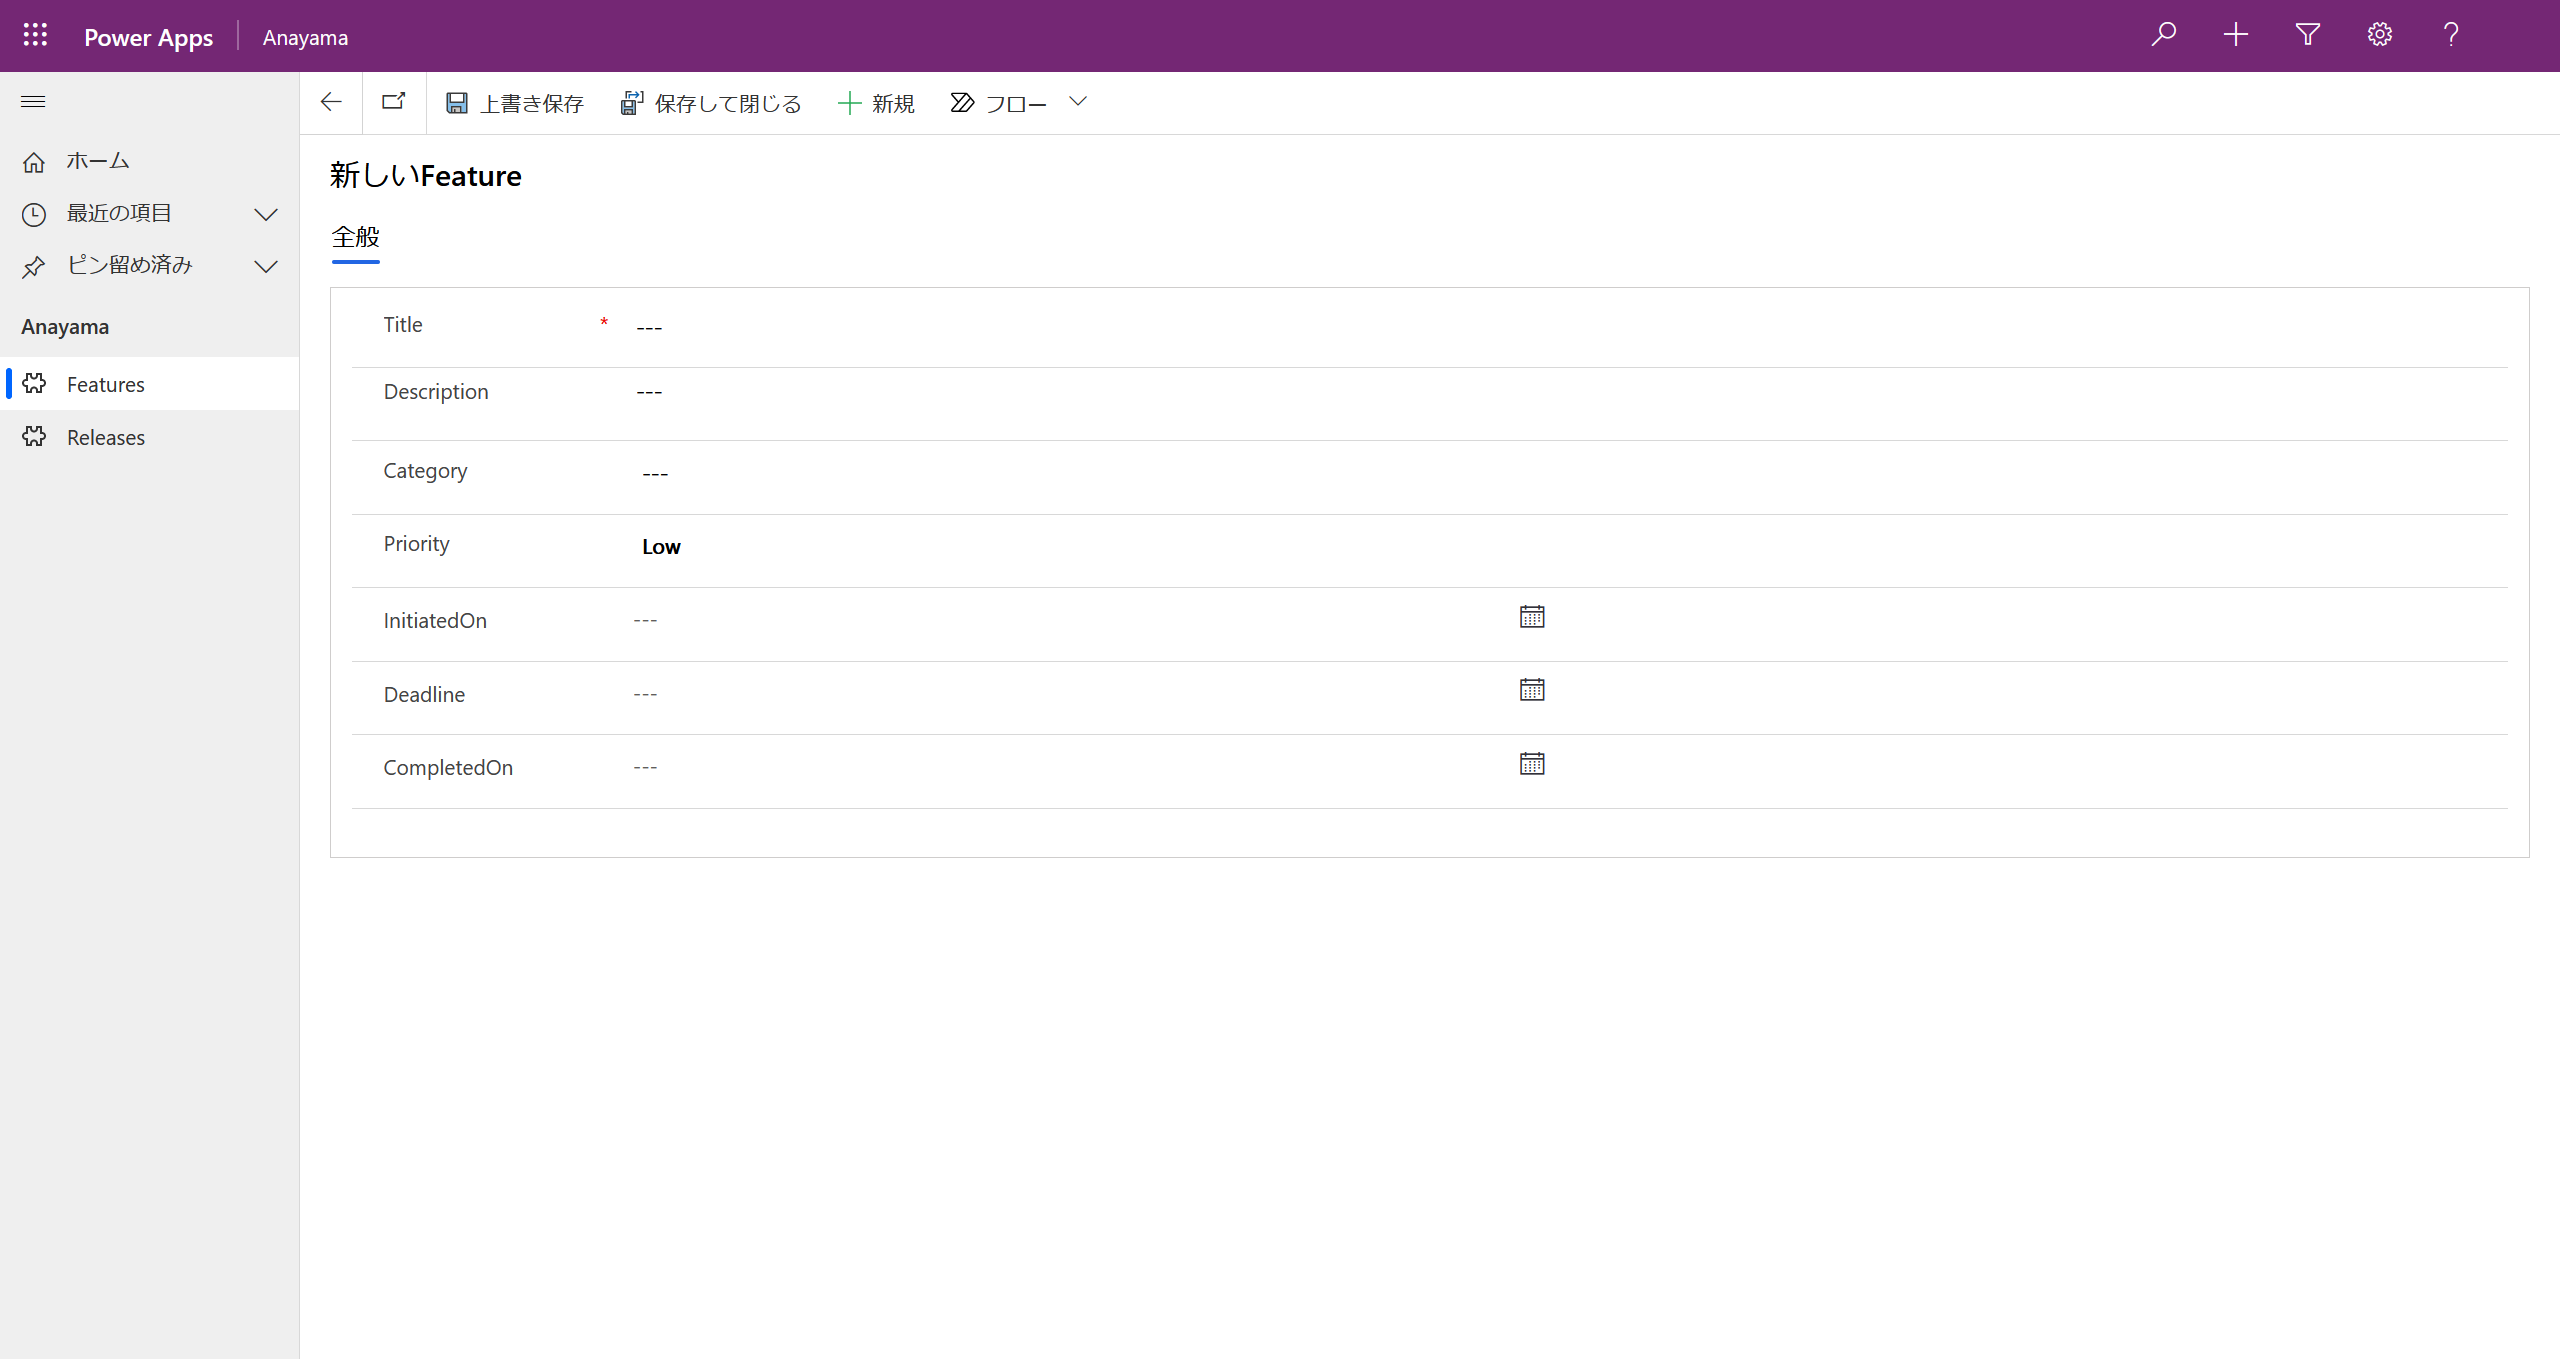 Power Apps
Anayama
上書き保存
保存して閉じる
新規
フロー
ホーム
最近の項目
ピン留め済み
Anayama
Features
Releases
新しいFeature
全般
Title * ---
Description ---
Category ---
Priority Low
InitiatedOn ---
Deadline ---
CompletedOn ---